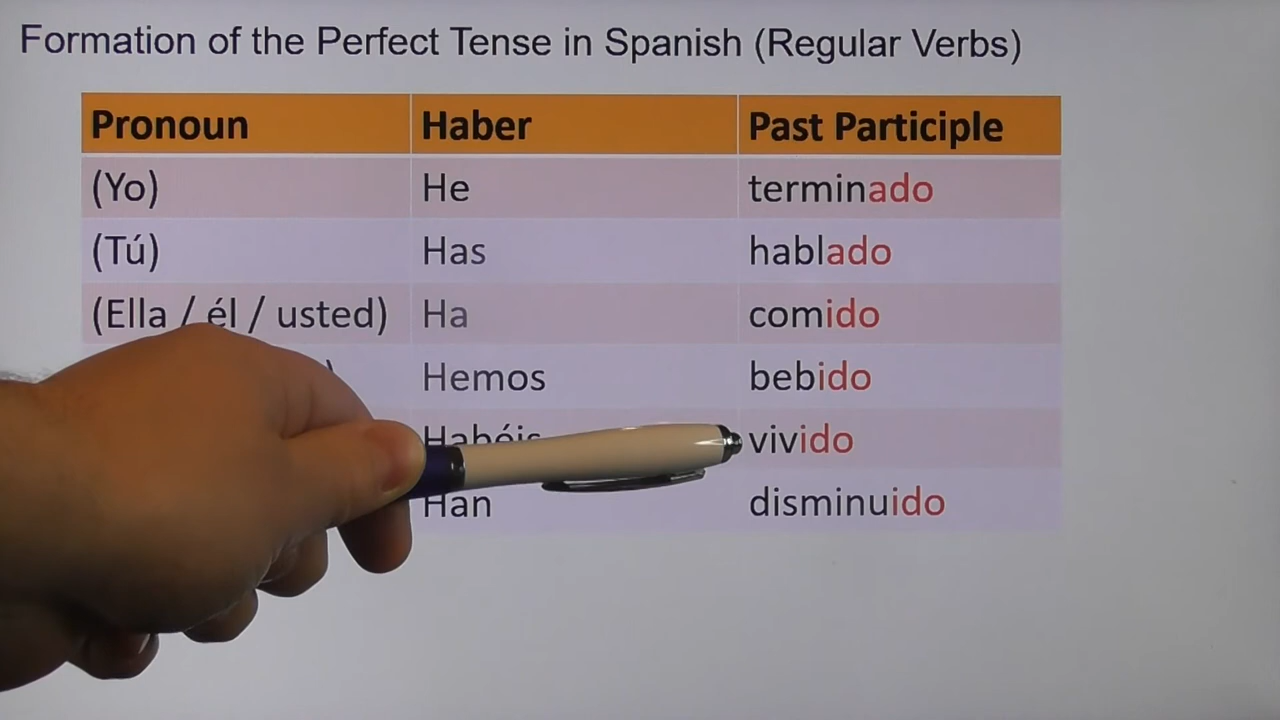 Formation of the Perfect Tense in Spanish (Regular Verbs)
Pronoun Haber Past Participle
(Yo) He terminado
(Tú) Has hablado
(Ella / él / usted) Ha comido
Hemos bebido
Habéis vivido
Han disminuido